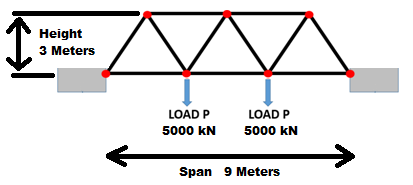 Height
3 Meters
LOAD P
5000 kN
LOAD P
5000 kN
Span 9 Meters